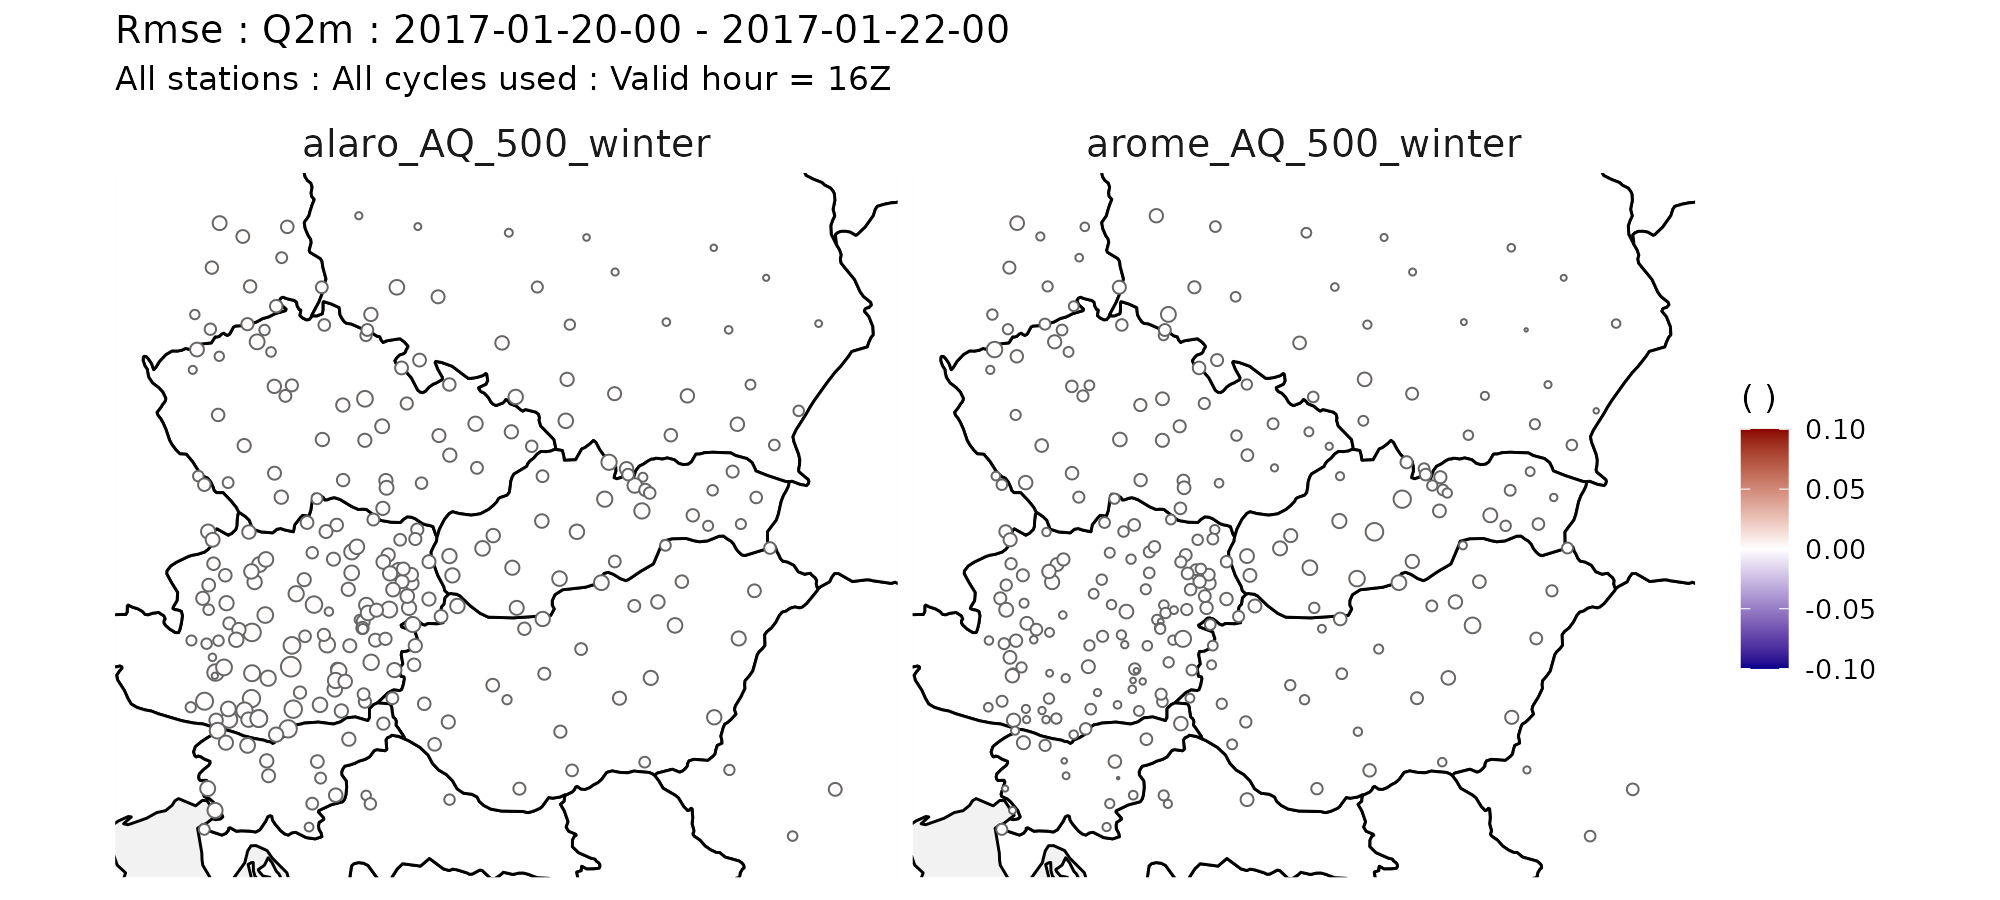 Rmse : Q2m : 2017-01-20-00 - 2017-01-22-00
All stations : All cycles used : Valid hour = 16Z
alaro_AQ_500_winter
arome_AQ_500_winter
( )
0.10
0.05
0.00
-0.05
-0.10